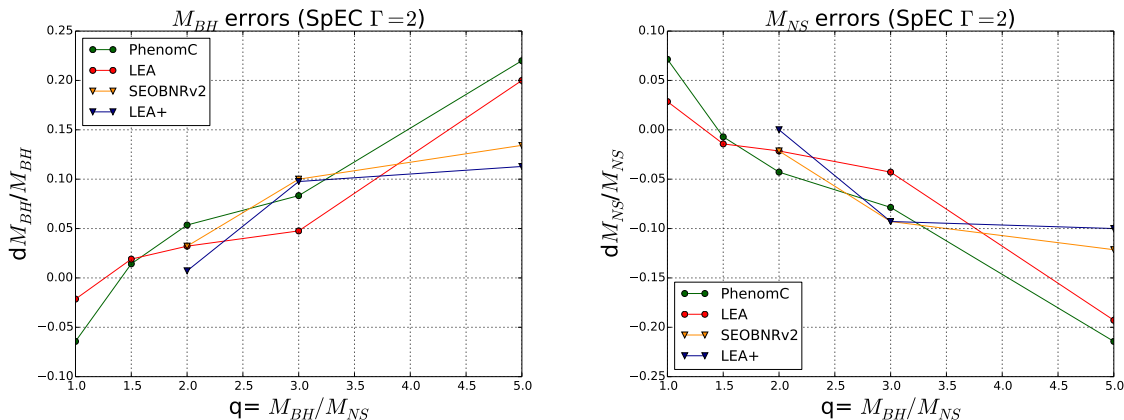 M_BH errors (SpEC Γ=2)
0.25
0.20
0.15
0.10
0.05
0.00
−0.05
−0.10
dM_BH/M_BH
PhenomC
LEA
SEOBNRv2
LEA+
1.0 1.5 2.0 2.5 3.0 3.5 4.0 4.5 5.0
q= M_BH/M_NS
M_NS errors (SpEC Γ=2)
0.10
0.05
0.00
−0.05
−0.10
−0.15
−0.20
−0.25
dM_NS/M_NS
PhenomC
LEA
SEOBNRv2
LEA+
1.0 1.5 2.0 2.5 3.0 3.5 4.0 4.5 5.0
q= M_BH/M_NS